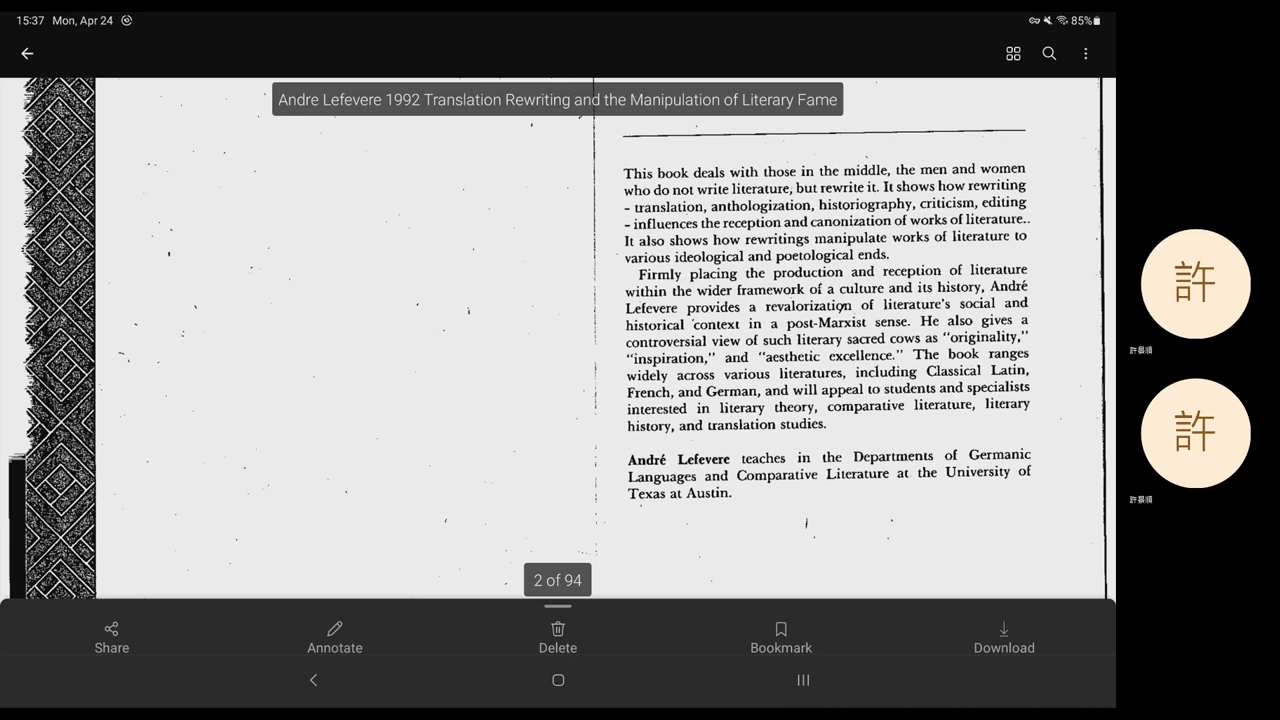 15:37 Mon, Apr 24
85%
Andre Lefevere 1992 Translation Rewriting and the Manipulation of Literary Fame
This book deals with those in the middle, the men and women
who do not write literature, but rewrite it. It shows how rewriting
- translation, anthologization, historiography, criticism, editing
- influences the reception and canonization of works of literature..
It also shows how rewritings manipulate works of literature to
various ideological and poetological ends.
Firmly placing the production and reception of literature
within the wider framework of a culture and its history, André
Lefevere provides a revalorization of literature's social and
historical context in a post-Marxist sense. He also gives a
controversial view of such literary sacred cows as "originality,"
"inspiration," and "aesthetic excellence." The book ranges
widely across various literatures, including Classical Latin,
French, and German, and will appeal to students and specialists
interested in literary theory, comparative literature, literary
history, and translation studies.
André Lefevere teaches in the Departments of Germanic
Languages and Comparative Literature at the University of
Texas at Austin.
2 of 94
Share
Annotate
Delete
Bookmark
Download
許
許景順
許
許景順